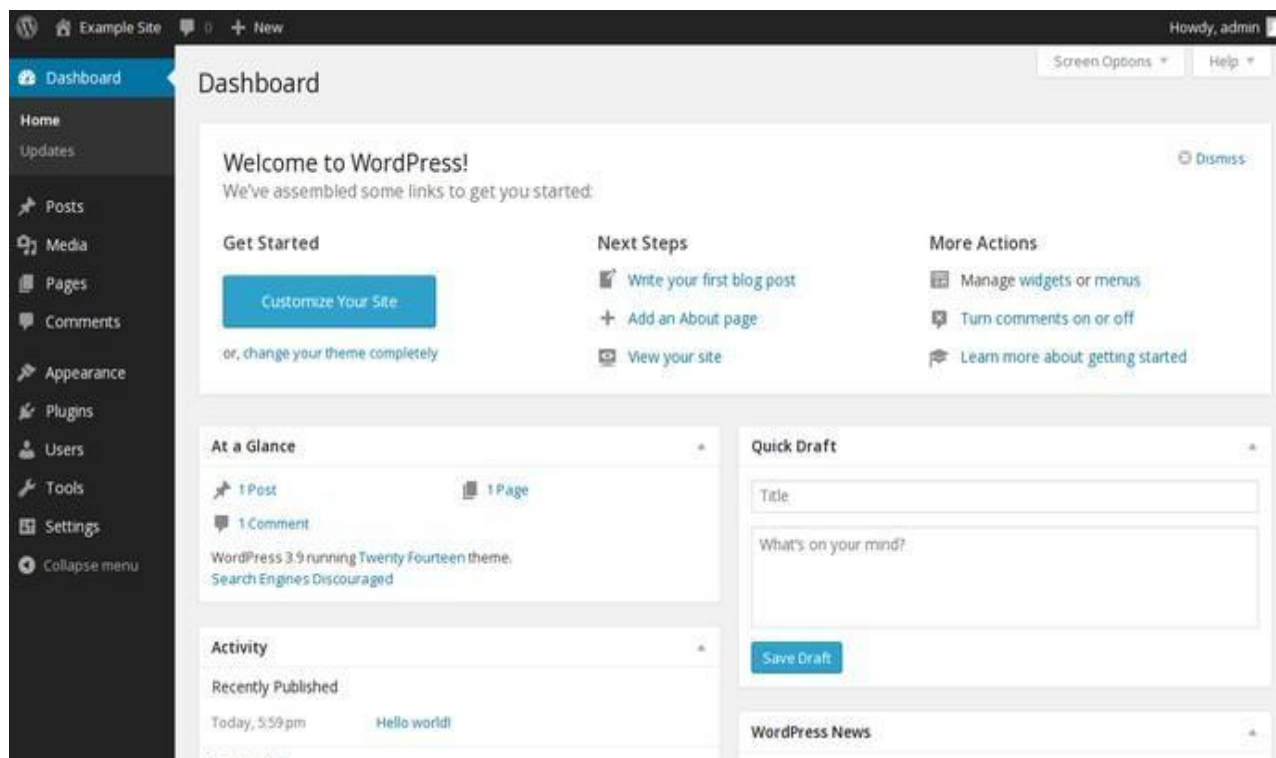 Example Site 0 New
Howdy, admin
Dashboard
Home
Updates
Posts
Media
Pages
Comments
Appearance
Plugins
Users
Tools
Settings
Collapse menu
Screen Options Help
Dashboard
Welcome to WordPress!
We've assembled some links to get you started:
Dismiss
Get Started
Customize Your Site
or, change your theme completely
Next Steps
Write your first blog post
Add an About page
View your site
More Actions
Manage widgets or menus
Turn comments on or off
Learn more about getting started
At a Glance
1 Post 1 Page
1 Comment
WordPress 3.9 running Twenty Fourteen theme.
Search Engines Discouraged
Activity
Recently Published
Today, 5:59 pm Hello world!
Quick Draft
Title
What's on your mind?
Save Draft
WordPress News